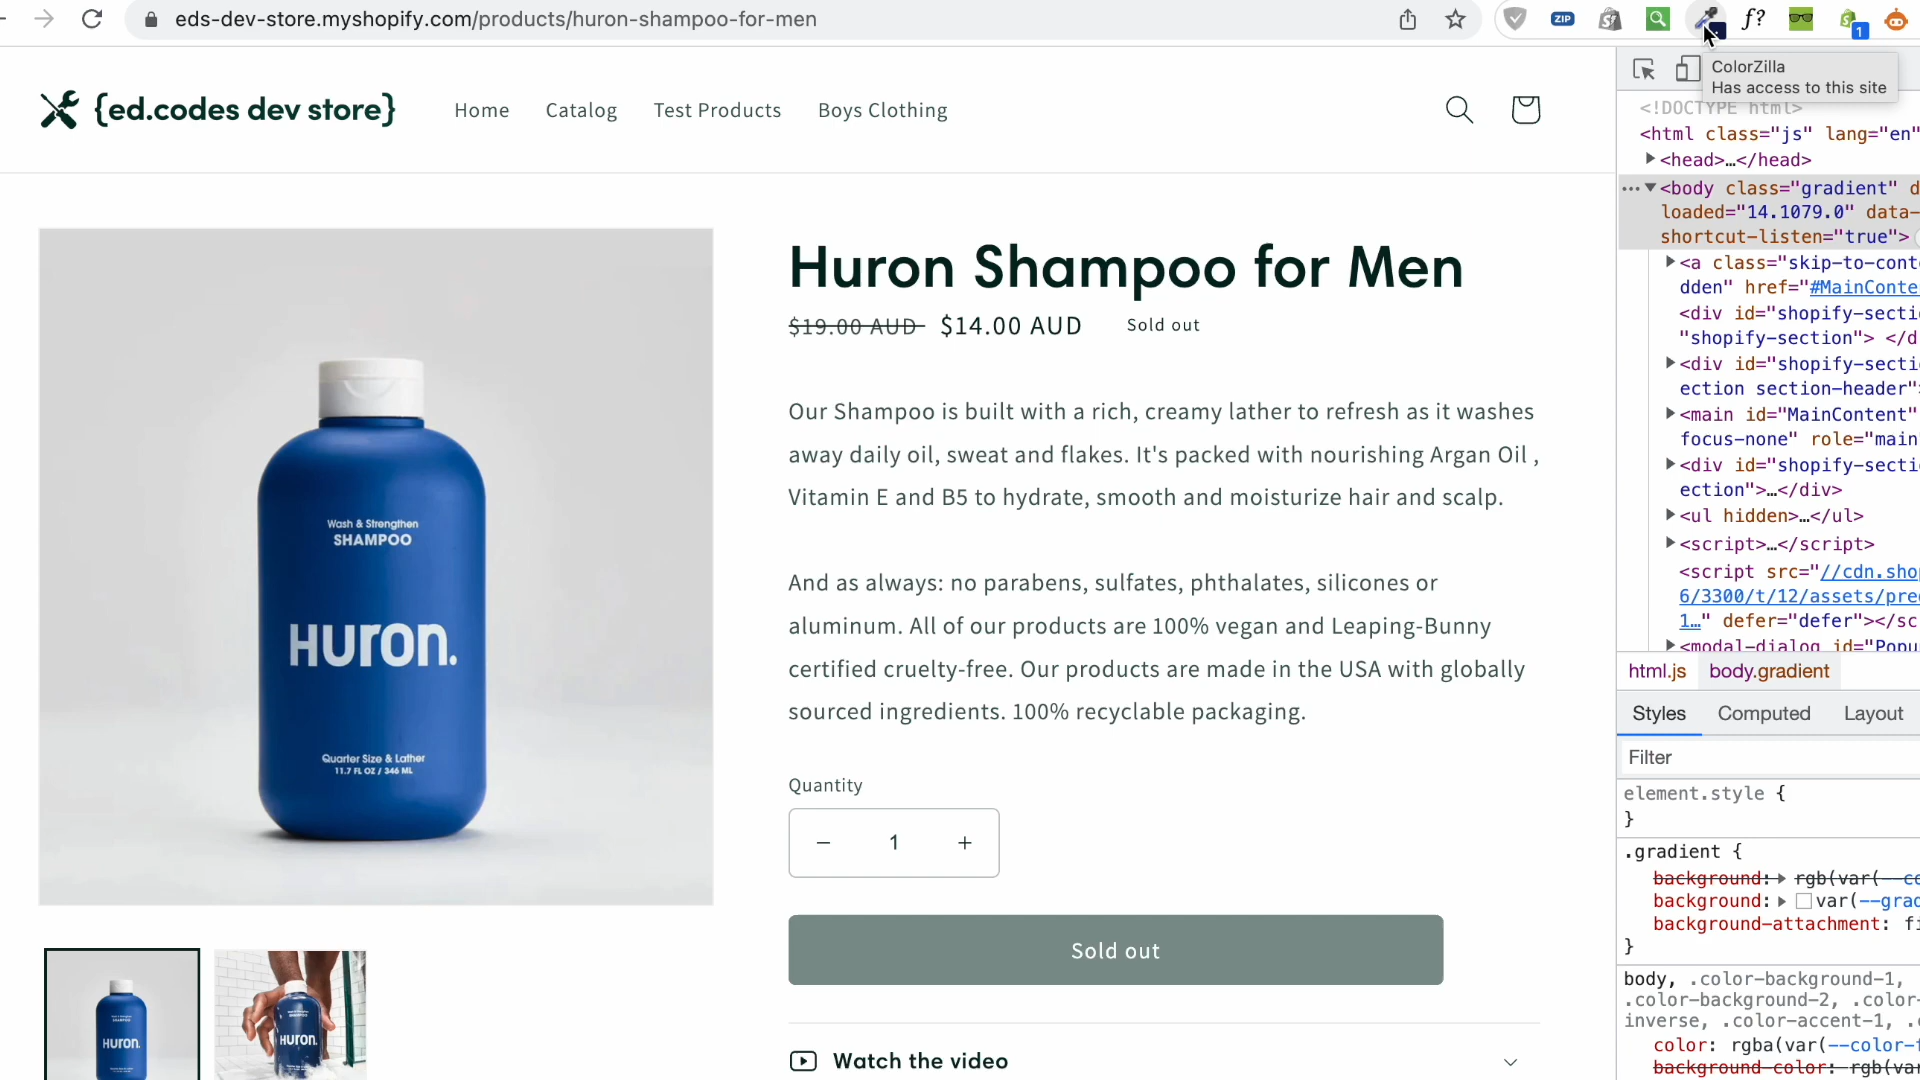 eds-dev-store.myshopify.com/products/huron-shampoo-for-men
ZIP
f?
1
ColorZilla
Has access to this site
{ed.codes dev store}
Home
Catalog
Test Products
Boys Clothing
Huron Shampoo for Men
$19.00 AUD $14.00 AUD Sold out
Our Shampoo is built with a rich, creamy lather to refresh as it washes
away daily oil, sweat and flakes. It's packed with nourishing Argan Oil ,
Vitamin E and B5 to hydrate, smooth and moisturize hair and scalp.
And as always: no parabens, sulfates, phthalates, silicones or
aluminum. All of our products are 100% vegan and Leaping-Bunny
certified cruelty-free. Our products are made in the USA with globally
sourced ingredients. 100% recyclable packaging.
Quantity
− 1 +
Sold out
Watch the video
Wash & Strengthen
SHAMPOO
Huron.
Quarter Size & Lather
11.7 FL OZ / 346 ML
SHAMPOO
Huron.
Huron.
<!DOCTYPE html>
<html class="js" lang="en"
<head>…</head>
<body class="gradient" d
loaded="14.1079.0" data-
shortcut-listen="true">
<a class="skip-to-cont
dden" href="#MainConte
<div id="shopify-secti
"shopify-section"> </d
<div id="shopify-secti
ection section-header"
<main id="MainContent"
focus-none" role="main
<div id="shopify-secti
ection">…</div>
<ul hidden>…</ul>
<script>…</script>
<script src="//cdn.sho
6/3300/t/12/assets/pre
1…" defer="defer"></sc
<modal-dialog id="Popu
html.js body.gradient
Styles Computed Layout
Filter
element.style {
}
.gradient {
background: rgb(var(--co
background: var(--grad
background-attachment: fi
}
body, .color-background-1,
.color-background-2, .color-
inverse, .color-accent-1, .
color: rgba(var(--color-f
background-color: rgb(var